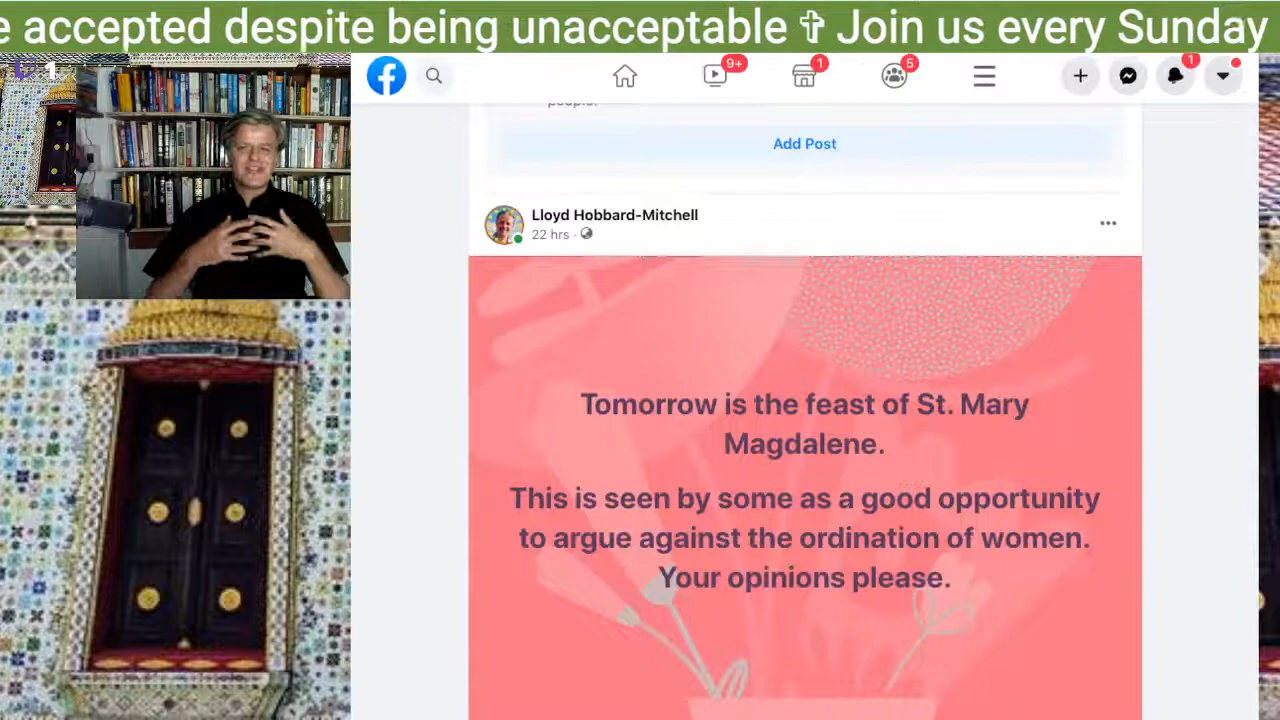 e accepted despite being unacceptable ✞ Join us every Sunday
1
9+
1
5
1
people.
Add Post
Lloyd Hobbard-Mitchell
22 hrs ·
Tomorrow is the feast of St. Mary
Magdalene.
This is seen by some as a good opportunity
to argue against the ordination of women.
Your opinions please.